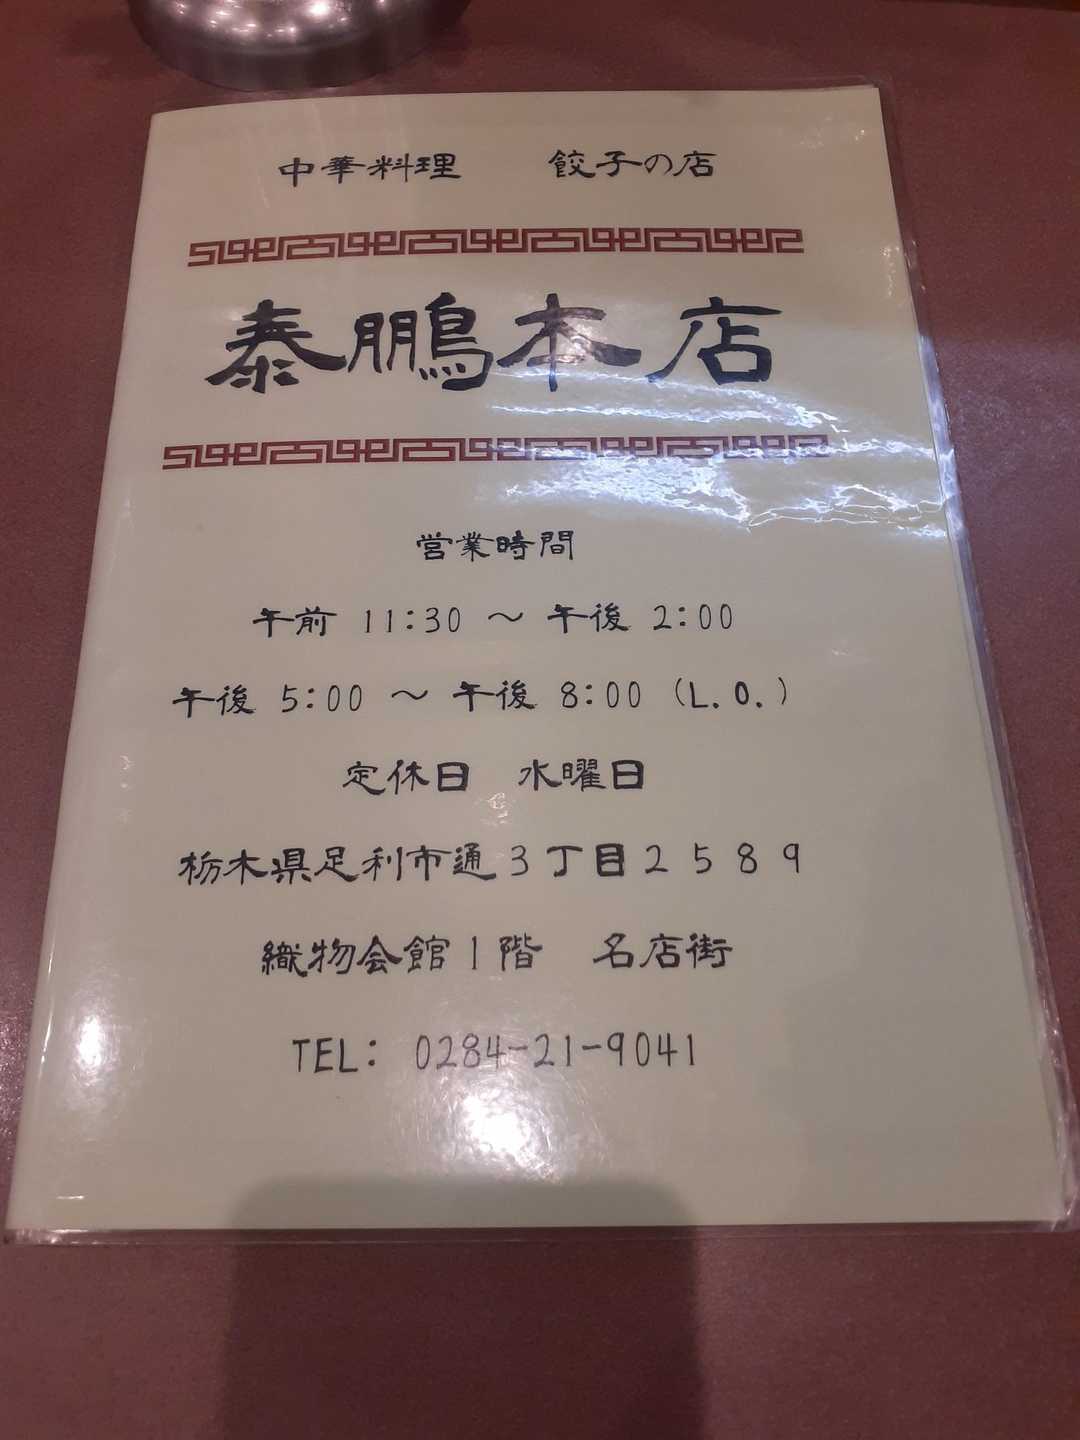 中華料理　餃子の店
泰鵬本店
営業時間
午前 11:30 ～ 午後 2:00
午後 5:00 ～ 午後 8:00 (L.O.)
定休日　水曜日
栃木県足利市通３丁目２５８９
織物会館１階　名店街
TEL: 0284-21-9041